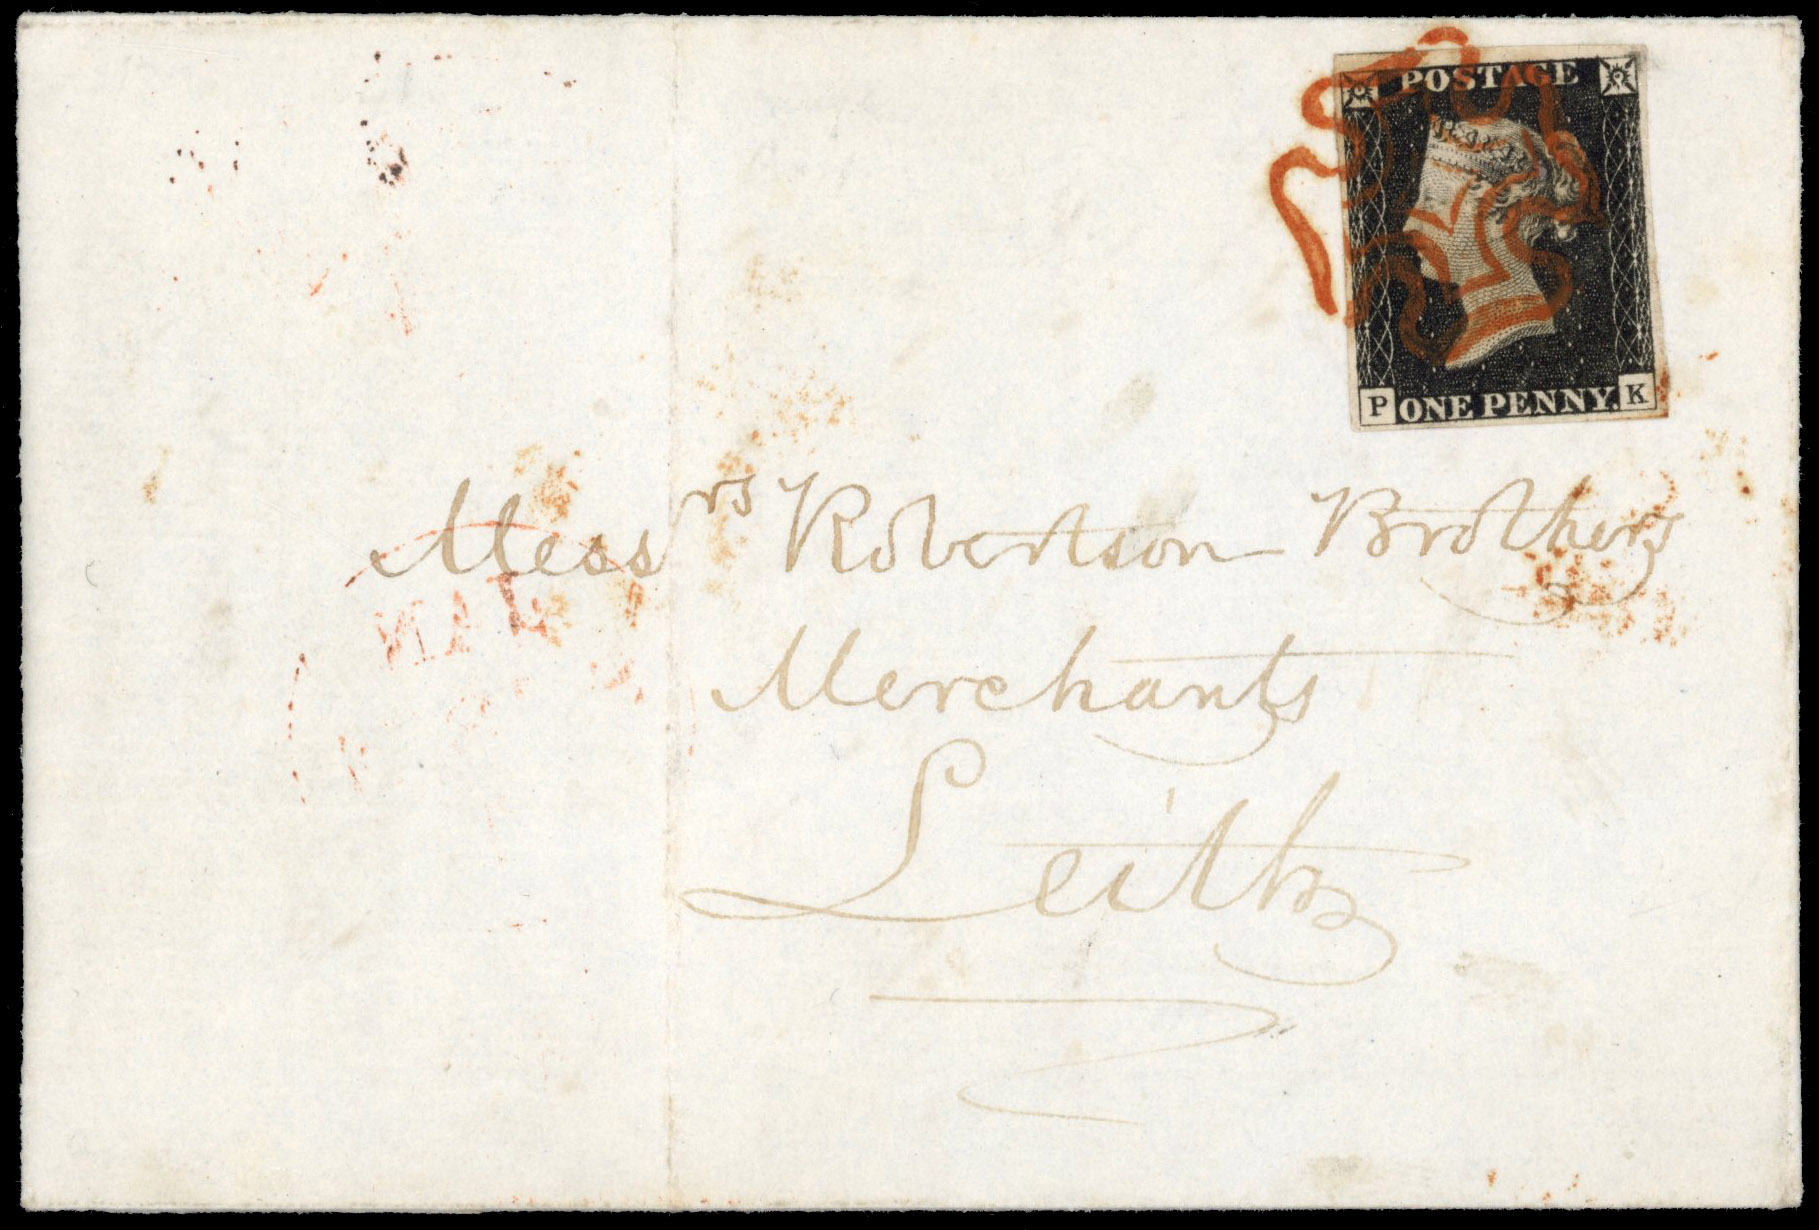 POSTAGE
P ONE PENNY. K
Messrs Robertson Brothers
Merchants
Leith